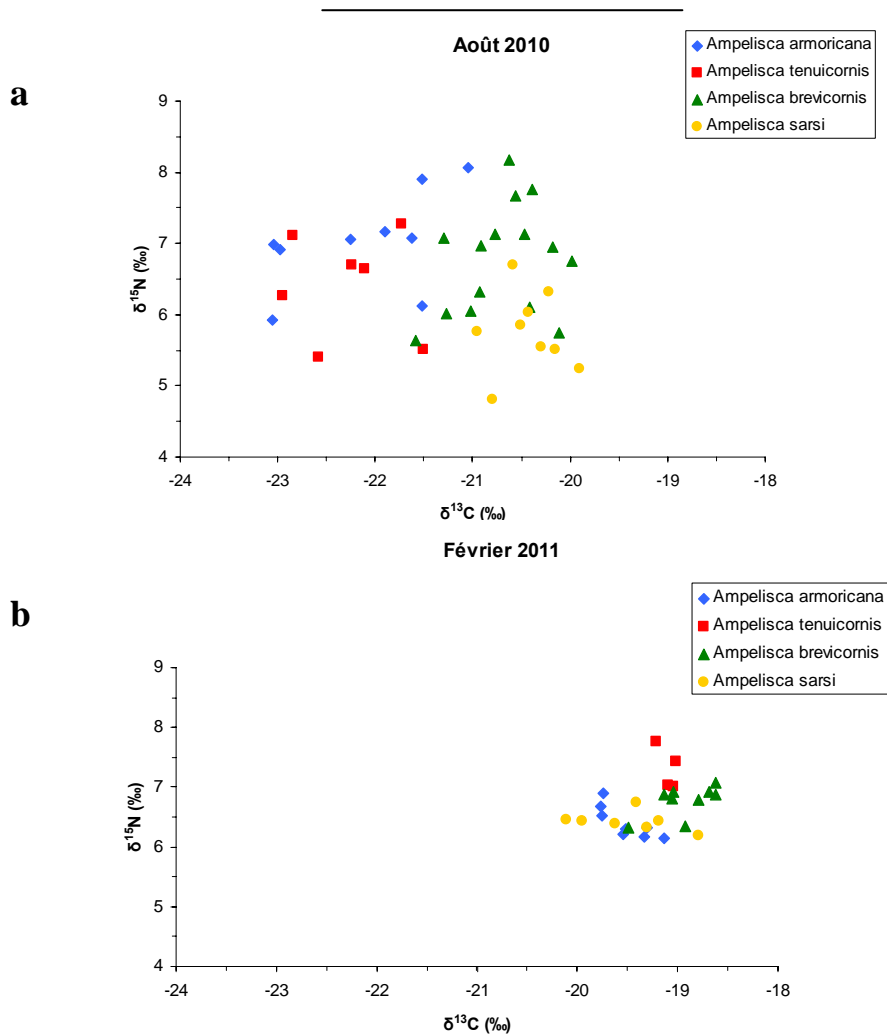 Août 2010
Ampelisca armoricana
Ampelisca tenuicornis
Ampelisca brevicornis
Ampelisca sarsi
a
9
8
7
6
5
4
δ15N (‰)
-24 -23 -22 -21 -20 -19 -18
δ13C (‰)
Février 2011
Ampelisca armoricana
Ampelisca tenuicornis
Ampelisca brevicornis
Ampelisca sarsi
b
9
8
7
6
5
4
δ15N (‰)
-24 -23 -22 -21 -20 -19 -18
δ13C (‰)